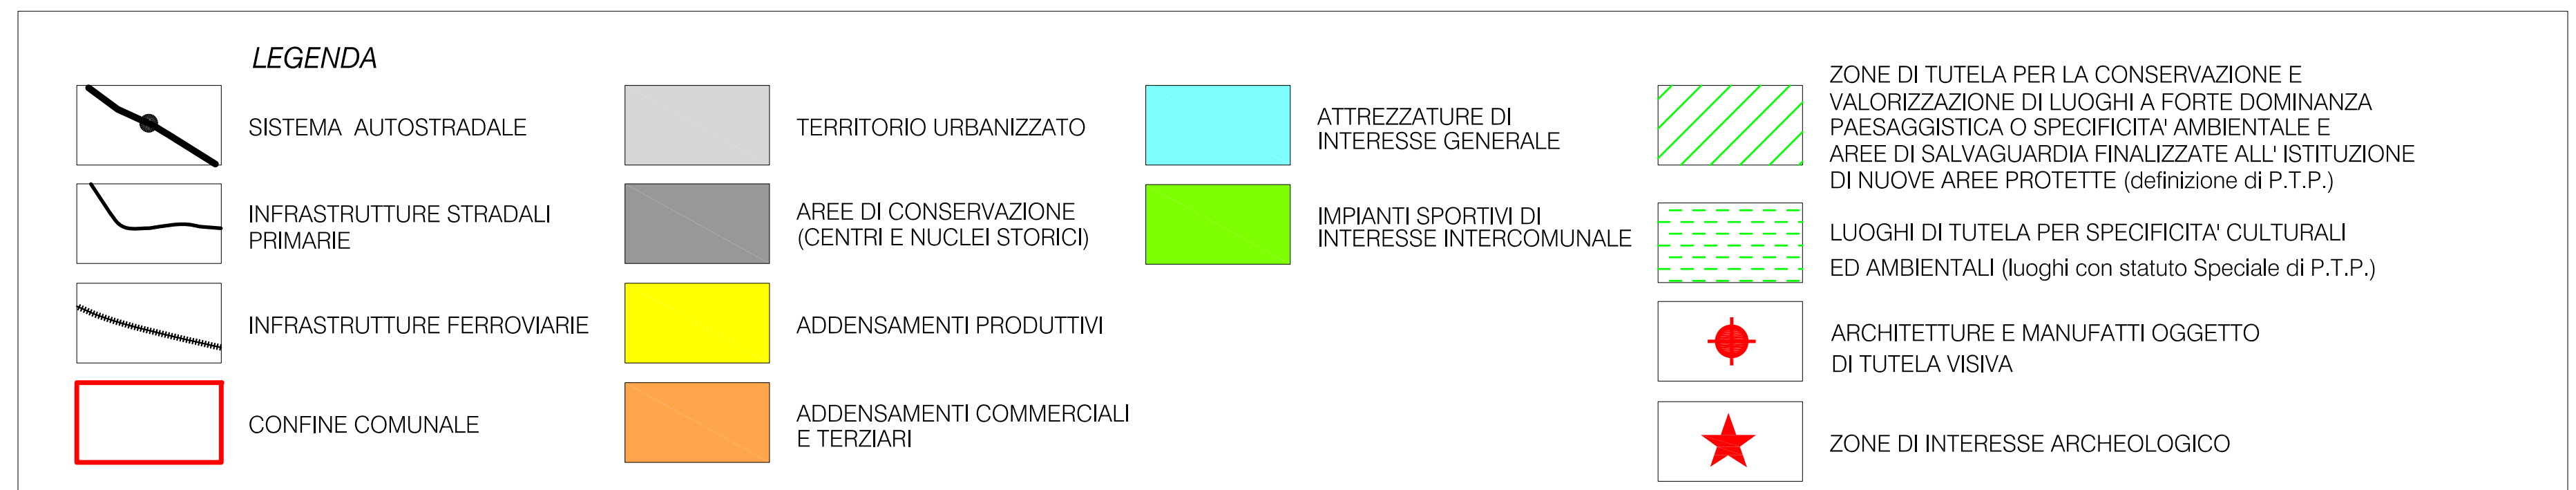 LEGENDA
SISTEMA AUTOSTRADALE
INFRASTRUTTURE STRADALI
PRIMARIE
INFRASTRUTTURE FERROVIARIE
CONFINE COMUNALE
TERRITORIO URBANIZZATO
AREE DI CONSERVAZIONE
(CENTRI E NUCLEI STORICI)
ADDENSAMENTI PRODUTTIVI
ADDENSAMENTI COMMERCIALI
E TERZIARI
ATTREZZATURE DI
INTERESSE GENERALE
IMPIANTI SPORTIVI DI
INTERESSE INTERCOMUNALE
ZONE DI TUTELA PER LA CONSERVAZIONE E
VALORIZZAZIONE DI LUOGHI A FORTE DOMINANZA
PAESAGGISTICA O SPECIFICITA' AMBIENTALE E
AREE DI SALVAGUARDIA FINALIZZATE ALL' ISTITUZIONE
DI NUOVE AREE PROTETTE (definizione di P.T.P.)
LUOGHI DI TUTELA PER SPECIFICITA' CULTURALI
ED AMBIENTALI (luoghi con statuto Speciale di P.T.P.)
ARCHITETTURE E MANUFATTI OGGETTO
DI TUTELA VISIVA
ZONE DI INTERESSE ARCHEOLOGICO